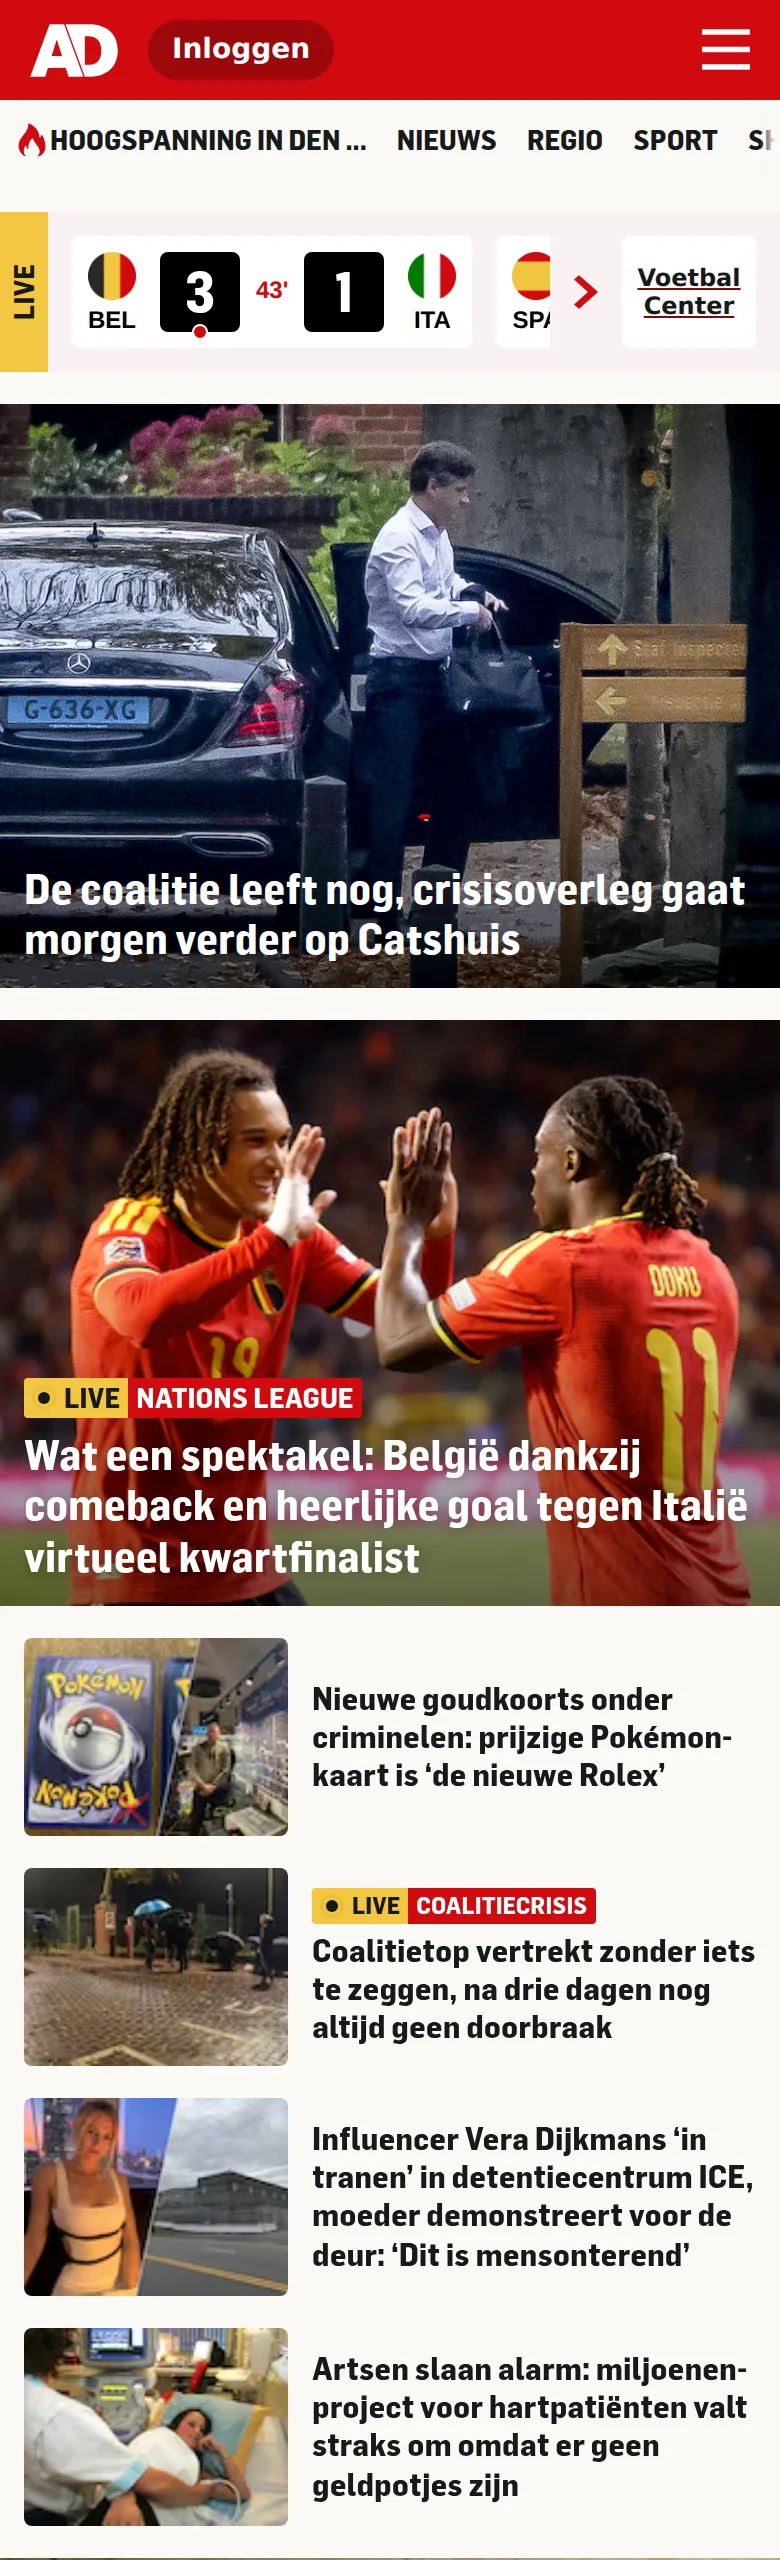 AD
Inloggen
HOOGSPANNING IN DEN ...
NIEUWS
REGIO
SPORT
LIVE
BEL
3
43'
1
ITA
SPA
Voetbal
Center
G-636-XG
Staf
De coalitie leeft nog, crisisoverleg gaat
morgen verder op Catshuis
DOKU
11
19
LIVE NATIONS LEAGUE
Wat een spektakel: België dankzij
comeback en heerlijke goal tegen Italië
virtueel kwartfinalist
POKéMON
POKéMON
Nieuwe goudkoorts onder
criminelen: prijzige Pokémon-
kaart is ‘de nieuwe Rolex’
LIVE COALITIECRISIS
Coalitietop vertrekt zonder iets
te zeggen, na drie dagen nog
altijd geen doorbraak
Influencer Vera Dijkmans ‘in
tranen’ in detentiecentrum ICE,
moeder demonstreert voor de
deur: ‘Dit is mensonterend’
Artsen slaan alarm: miljoenen-
project voor hartpatiënten valt
straks om omdat er geen
geldpotjes zijn